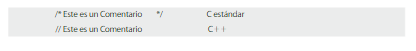 /* Este es un Comentario */ C estándar
// Este es un Comentario C++